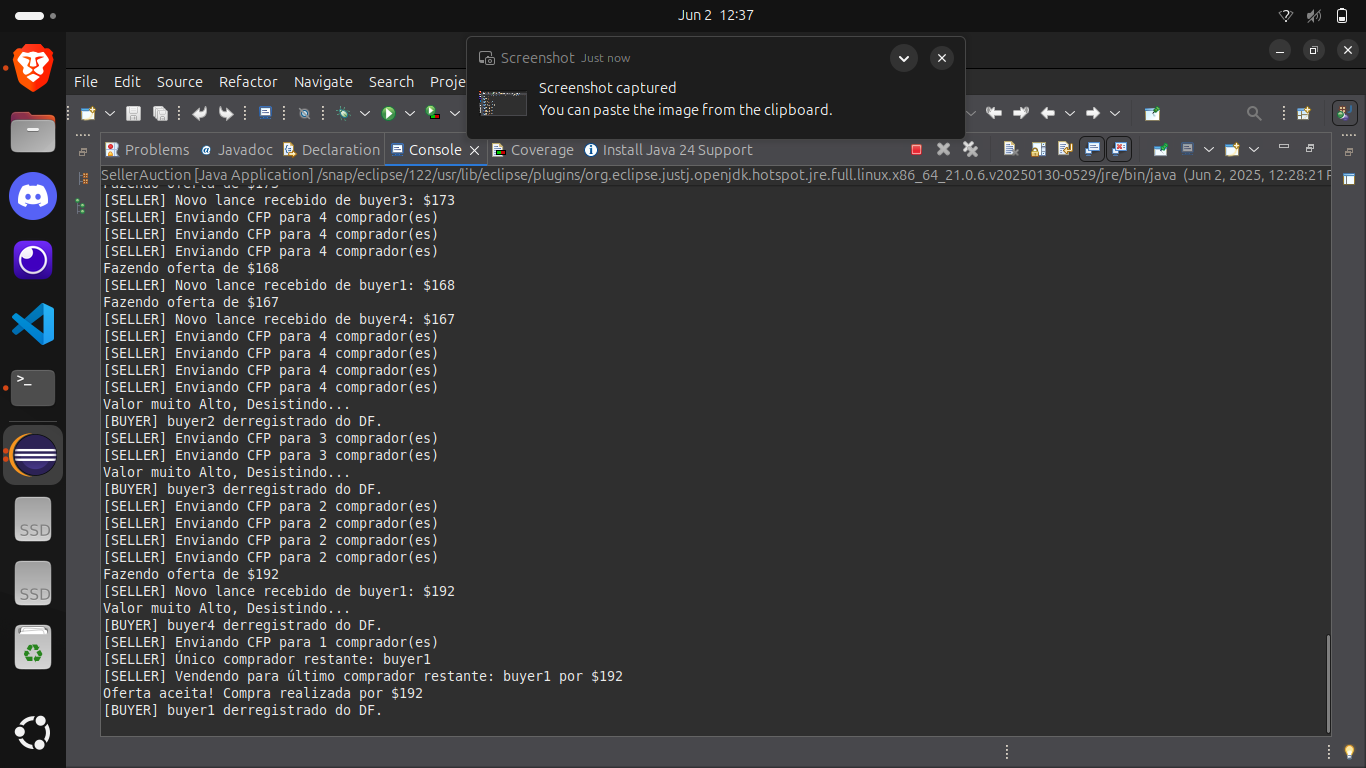 Jun 2 12:37
Screenshot Just now
Screenshot captured
You can paste the image from the clipboard.
File Edit Source Refactor Navigate Search Proje
Problems Javadoc Declaration Console Coverage Install Java 24 Support
SellerAuction [Java Application] /snap/eclipse/122/usr/lib/eclipse/plugins/org.eclipse.justj.openjdk.hotspot.jre.full.linux.x86_64_21.0.6.v20250130-0529/jre/bin/java (Jun 2, 2025, 12:28:21 P
Fazendo oferta de $173
[SELLER] Novo lance recebido de buyer3: $173
[SELLER] Enviando CFP para 4 comprador(es)
[SELLER] Enviando CFP para 4 comprador(es)
[SELLER] Enviando CFP para 4 comprador(es)
Fazendo oferta de $168
[SELLER] Novo lance recebido de buyer1: $168
Fazendo oferta de $167
[SELLER] Novo lance recebido de buyer4: $167
[SELLER] Enviando CFP para 4 comprador(es)
[SELLER] Enviando CFP para 4 comprador(es)
[SELLER] Enviando CFP para 4 comprador(es)
[SELLER] Enviando CFP para 4 comprador(es)
Valor muito Alto, Desistindo...
[BUYER] buyer2 derregistrado do DF.
[SELLER] Enviando CFP para 3 comprador(es)
[SELLER] Enviando CFP para 3 comprador(es)
Valor muito Alto, Desistindo...
[BUYER] buyer3 derregistrado do DF.
[SELLER] Enviando CFP para 2 comprador(es)
[SELLER] Enviando CFP para 2 comprador(es)
[SELLER] Enviando CFP para 2 comprador(es)
[SELLER] Enviando CFP para 2 comprador(es)
Fazendo oferta de $192
[SELLER] Novo lance recebido de buyer1: $192
Valor muito Alto, Desistindo...
[BUYER] buyer4 derregistrado do DF.
[SELLER] Enviando CFP para 1 comprador(es)
[SELLER] Único comprador restante: buyer1
[SELLER] Vendendo para último comprador restante: buyer1 por $192
Oferta aceita! Compra realizada por $192
[BUYER] buyer1 derregistrado do DF.
SSD
SSD